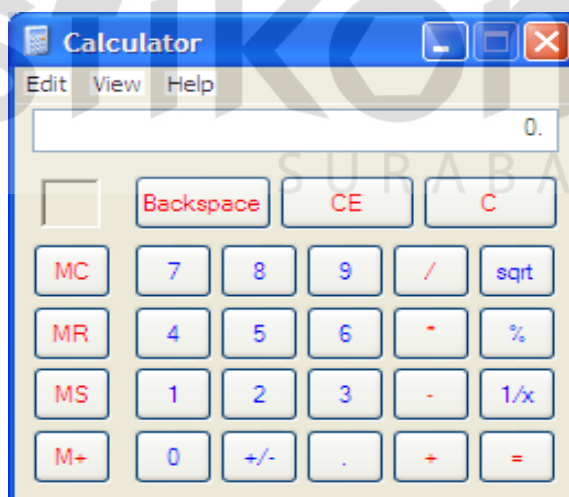 Calculator
Edit View Help
0.
SURABA
Backspace CE C
MC 7 8 9 / sqrt
MR 4 5 6 * %
MS 1 2 3 - 1/x
M+ 0 +/- . + =